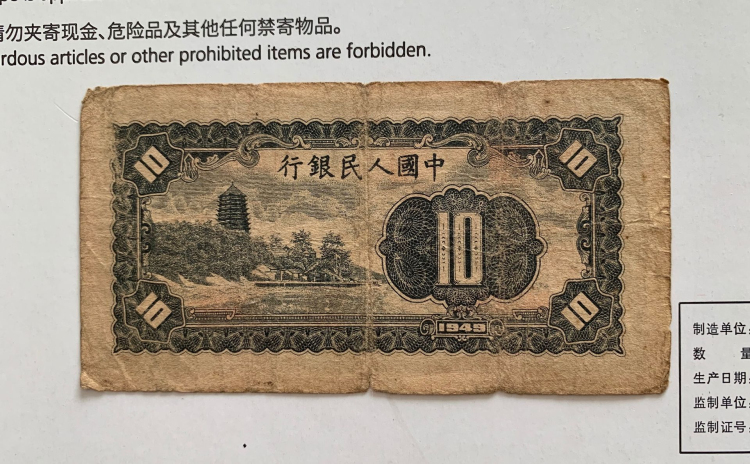 请勿夹寄现金、危险品及其他任何禁寄物品。
rdous articles or other prohibited items are forbidden.
10
10
行銀民人國中
10
10
10
1949
制造单位:
数 量
生产日期:
监制单位:
监制证号: